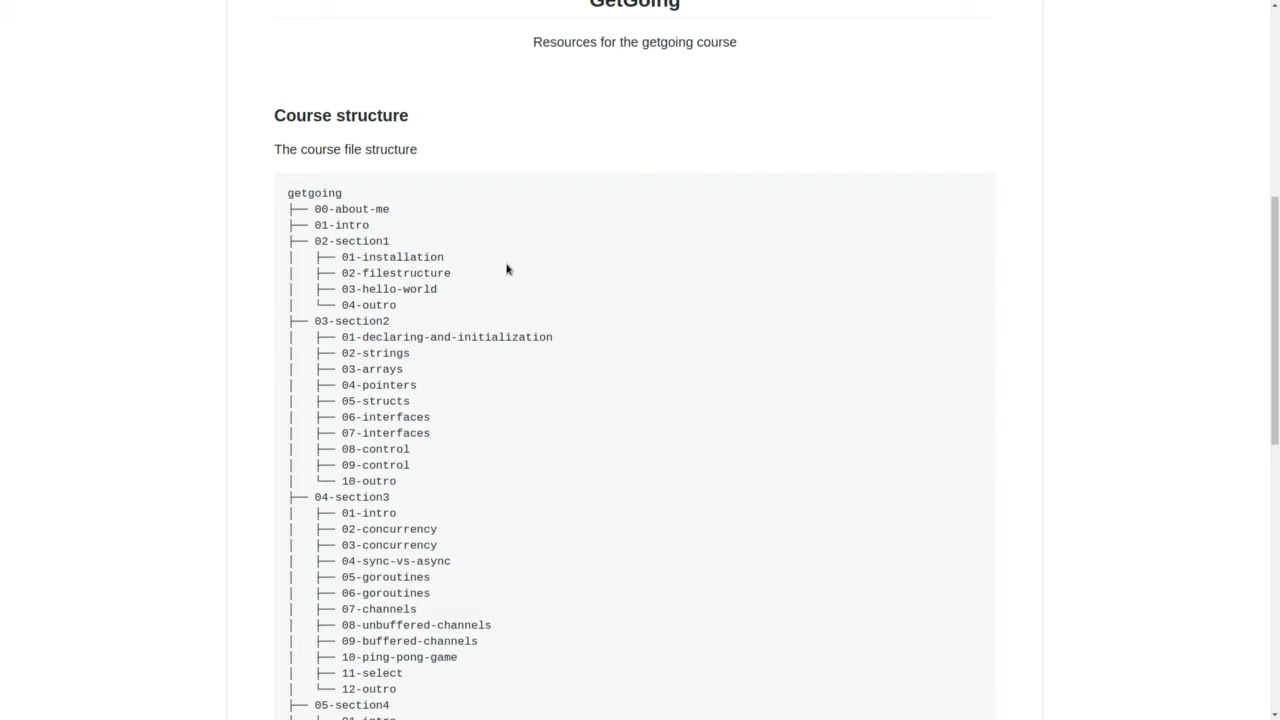 GetGoing
Resources for the getgoing course
Course structure
The course file structure
getgoing
├── 00-about-me
├── 01-intro
├── 02-section1
│   ├── 01-installation
│   ├── 02-filestructure
│   ├── 03-hello-world
│   └── 04-outro
├── 03-section2
│   ├── 01-declaring-and-initialization
│   ├── 02-strings
│   ├── 03-arrays
│   ├── 04-pointers
│   ├── 05-structs
│   ├── 06-interfaces
│   ├── 07-interfaces
│   ├── 08-control
│   ├── 09-control
│   └── 10-outro
├── 04-section3
│   ├── 01-intro
│   ├── 02-concurrency
│   ├── 03-concurrency
│   ├── 04-sync-vs-async
│   ├── 05-goroutines
│   ├── 06-goroutines
│   ├── 07-channels
│   ├── 08-unbuffered-channels
│   ├── 09-buffered-channels
│   ├── 10-ping-pong-game
│   ├── 11-select
│   └── 12-outro
├── 05-section4
│   ├── 01-intro